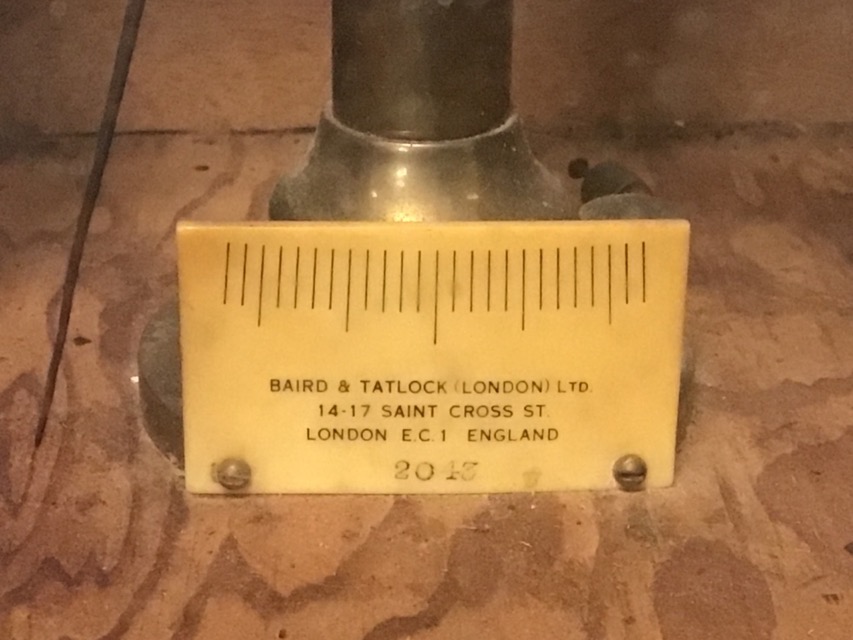 BAIRD & TATLOCK (LONDON) LTD.
14-17 SAINT CROSS ST.
LONDON E.C.1 ENGLAND
2043